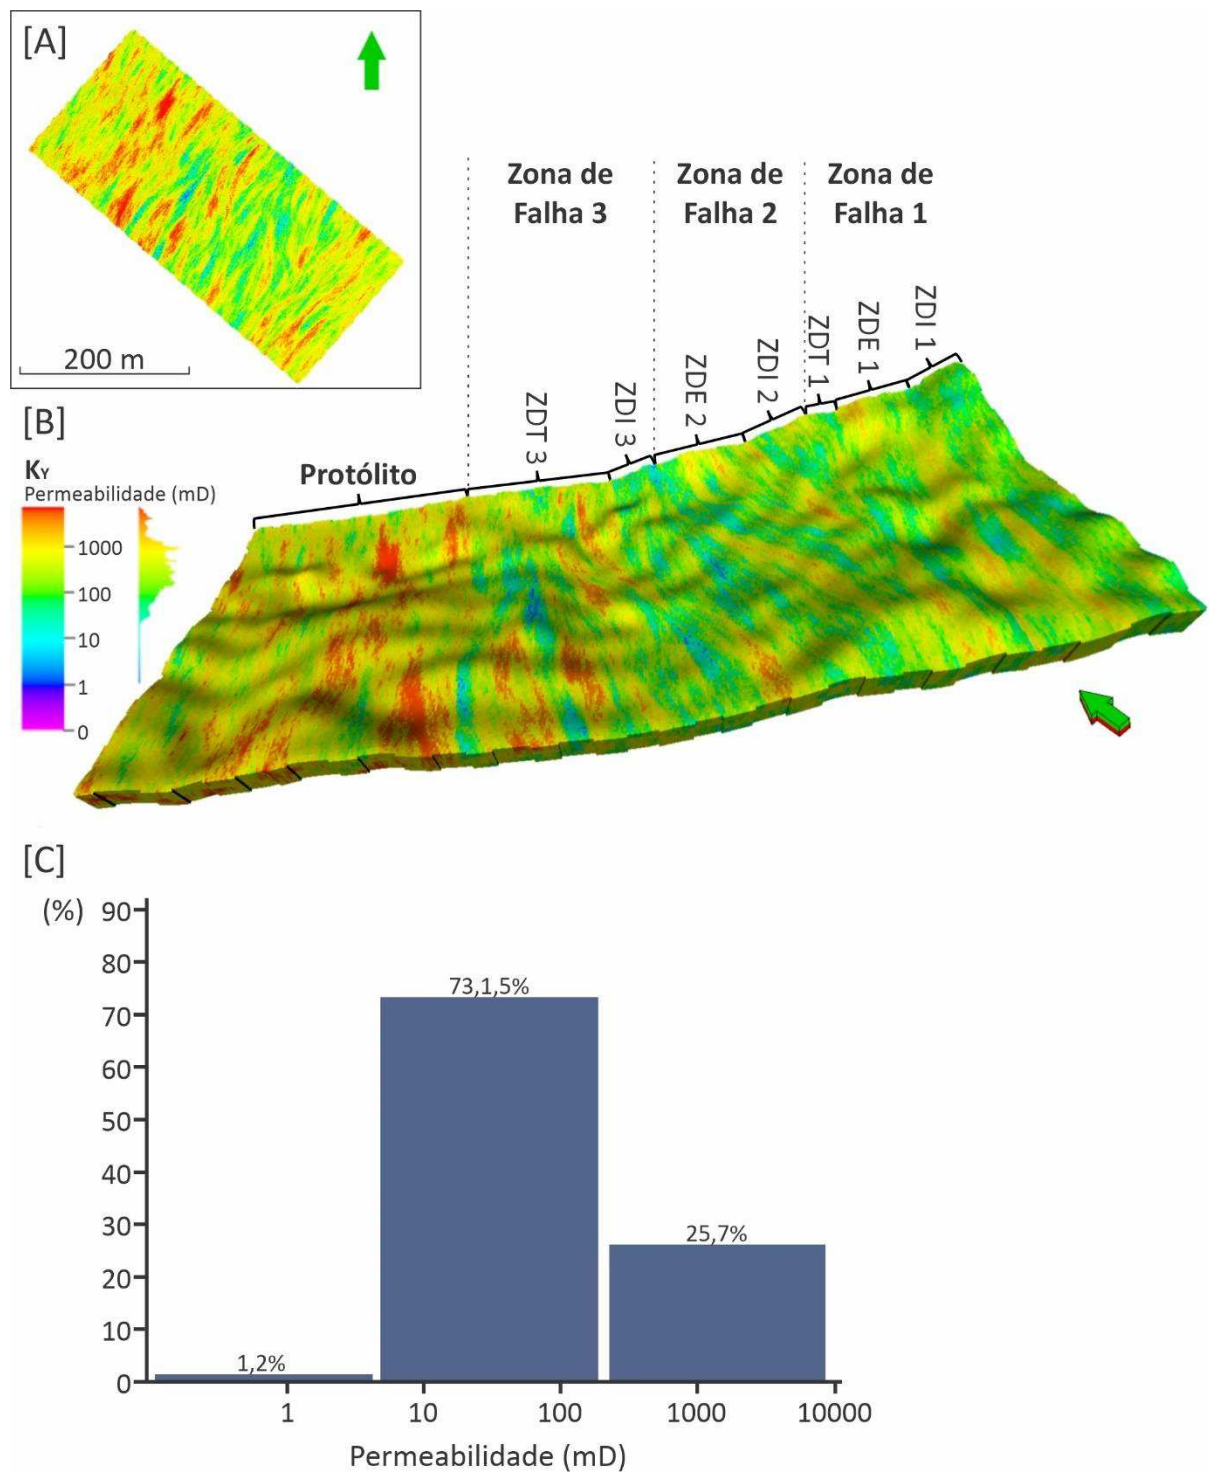 [A]
200 m
Zona de
Falha 3
Zona de
Falha 2
Zona de
Falha 1
[B]
Protólito
ZDT 3
ZDI 3
ZDE 2
ZDI 2
ZDT 1
ZDE 1
ZDI 1
KY
Permeabilidade (mD)
1000
100
10
1
0
[C]
(%)
90
80
70
60
50
40
30
20
10
0
1,2%
73,1,5%
25,7%
1
10
100
1000
10000
Permeabilidade (mD)